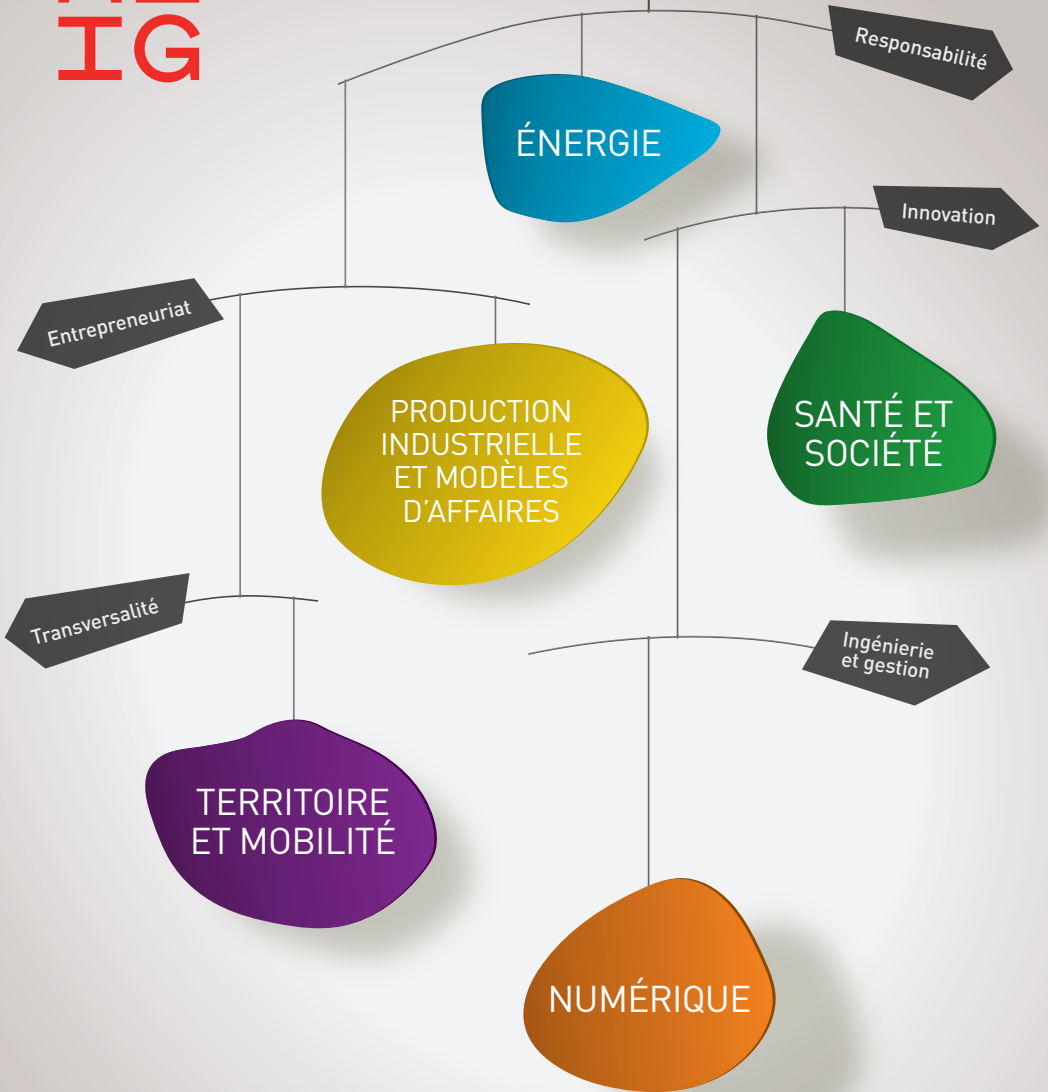 IG
Responsabilité
ÉNERGIE
Innovation
Entrepreneuriat
PRODUCTION
INDUSTRIELLE
ET MODÈLES
D'AFFAIRES
SANTÉ ET
SOCIÉTÉ
Transversalité
Ingénierie
et gestion
TERRITOIRE
ET MOBILITÉ
NUMÉRIQUE